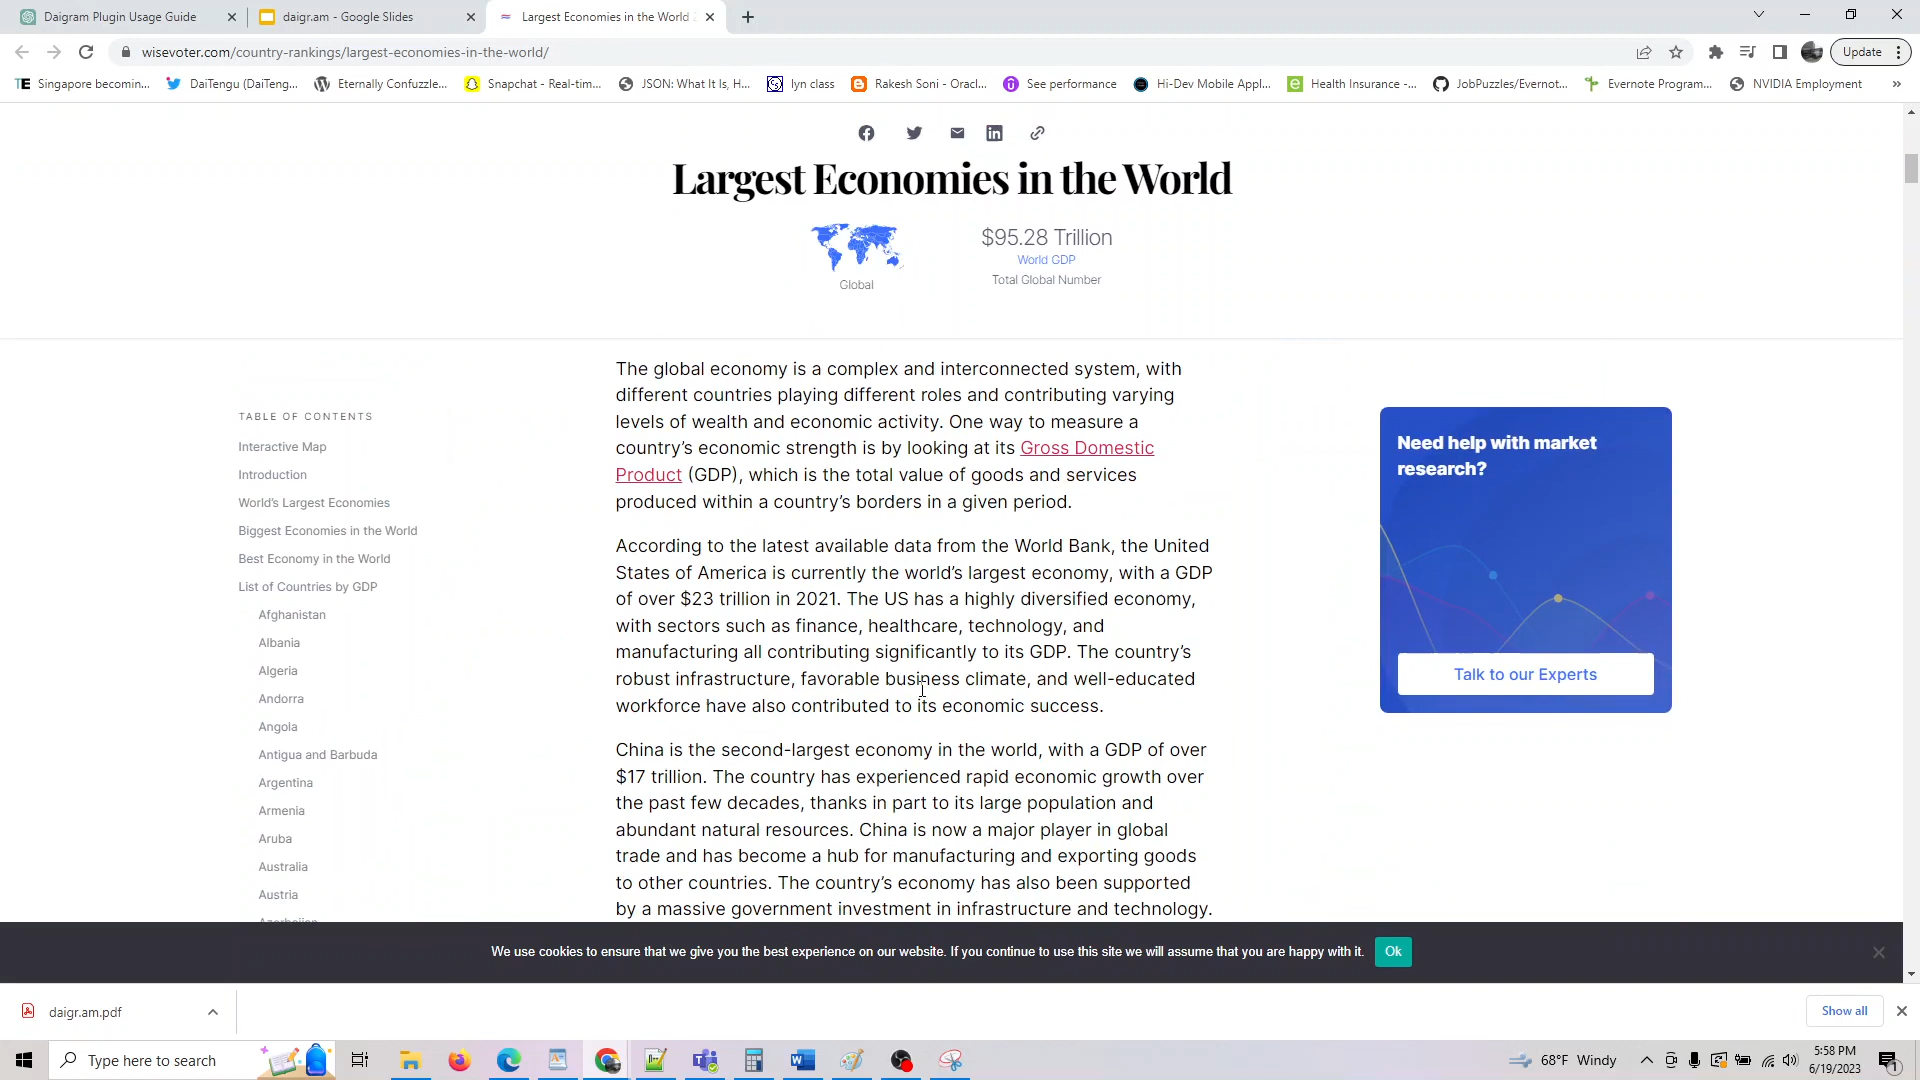 Daigram Plugin Usage Guide
daigr.am - Google Slides
Largest Economies in the World
wisevoter.com/country-rankings/largest-economies-in-the-world/
Update
TE Singapore becomin...
DaiTengu (DaiTeng...
Eternally Confuzzle...
Snapchat - Real-tim...
JSON: What It Is, H...
lyn class
Rakesh Soni - Oracl...
See performance
Hi-Dev Mobile Appl...
Health Insurance -...
JobPuzzles/Evernot...
Evernote Program...
NVIDIA Employment
»
Largest Economies in the World
$95.28 Trillion
World GDP
Total Global Number
Global
The global economy is a complex and interconnected system, with
different countries playing different roles and contributing varying
levels of wealth and economic activity. One way to measure a
country’s economic strength is by looking at its Gross Domestic
Product (GDP), which is the total value of goods and services
produced within a country’s borders in a given period.
According to the latest available data from the World Bank, the United
States of America is currently the world’s largest economy, with a GDP
of over $23 trillion in 2021. The US has a highly diversified economy,
with sectors such as finance, healthcare, technology, and
manufacturing all contributing significantly to its GDP. The country’s
robust infrastructure, favorable business climate, and well-educated
workforce have also contributed to its economic success.
China is the second-largest economy in the world, with a GDP of over
$17 trillion. The country has experienced rapid economic growth over
the past few decades, thanks in part to its large population and
abundant natural resources. China is now a major player in global
trade and has become a hub for manufacturing and exporting goods
to other countries. The country’s economy has also been supported
by a massive government investment in infrastructure and technology.
TABLE OF CONTENTS
Interactive Map
Introduction
World’s Largest Economies
Biggest Economies in the World
Best Economy in the World
List of Countries by GDP
Afghanistan
Albania
Algeria
Andorra
Angola
Antigua and Barbuda
Argentina
Armenia
Aruba
Australia
Austria
Need help with market
research?
Talk to our Experts
We use cookies to ensure that we give you the best experience on our website. If you continue to use this site we will assume that you are happy with it.
Ok
daigr.am.pdf
Show all
Type here to search
68°F Windy
5:58 PM
6/19/2023